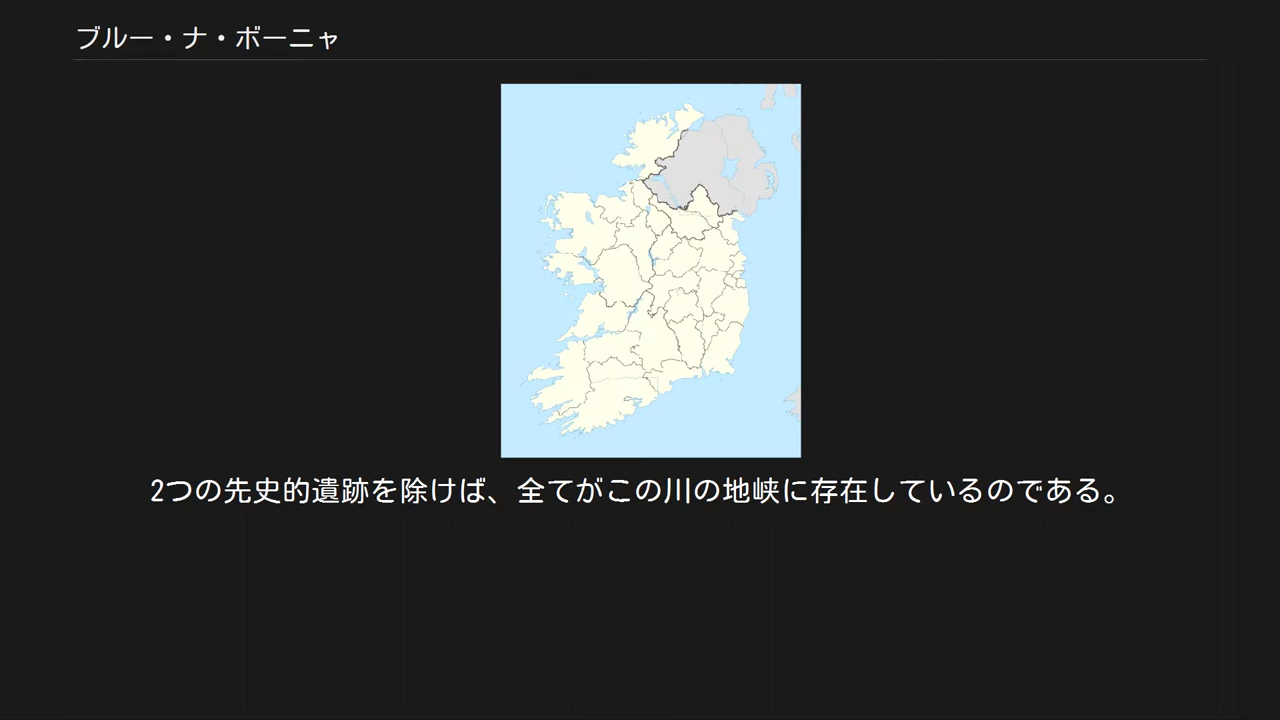 ブルー・ナ・ボーニャ
2つの先史的遺跡を除けば、全てがこの川の地峡に存在しているのである。